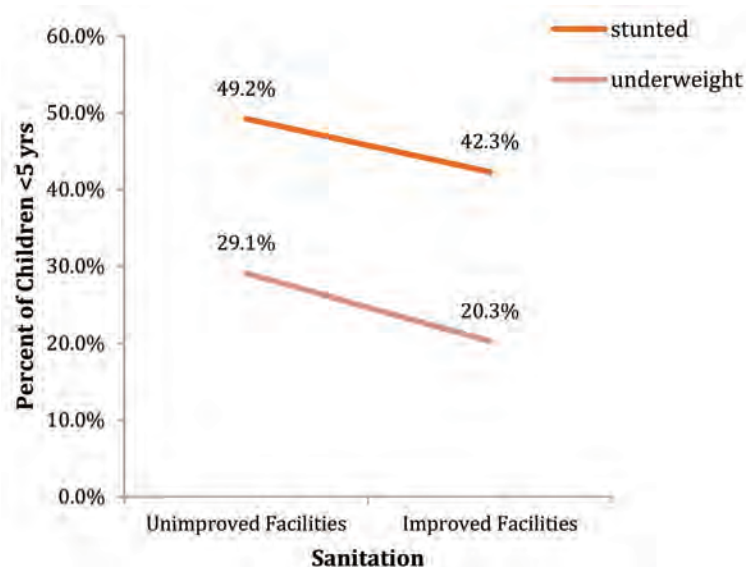 stunted
underweight
60.0%
50.0%
40.0%
30.0%
20.0%
10.0%
0.0%
49.2%
42.3%
29.1%
20.3%
Percent of Children <5 yrs
Unimproved Facilities
Improved Facilities
Sanitation